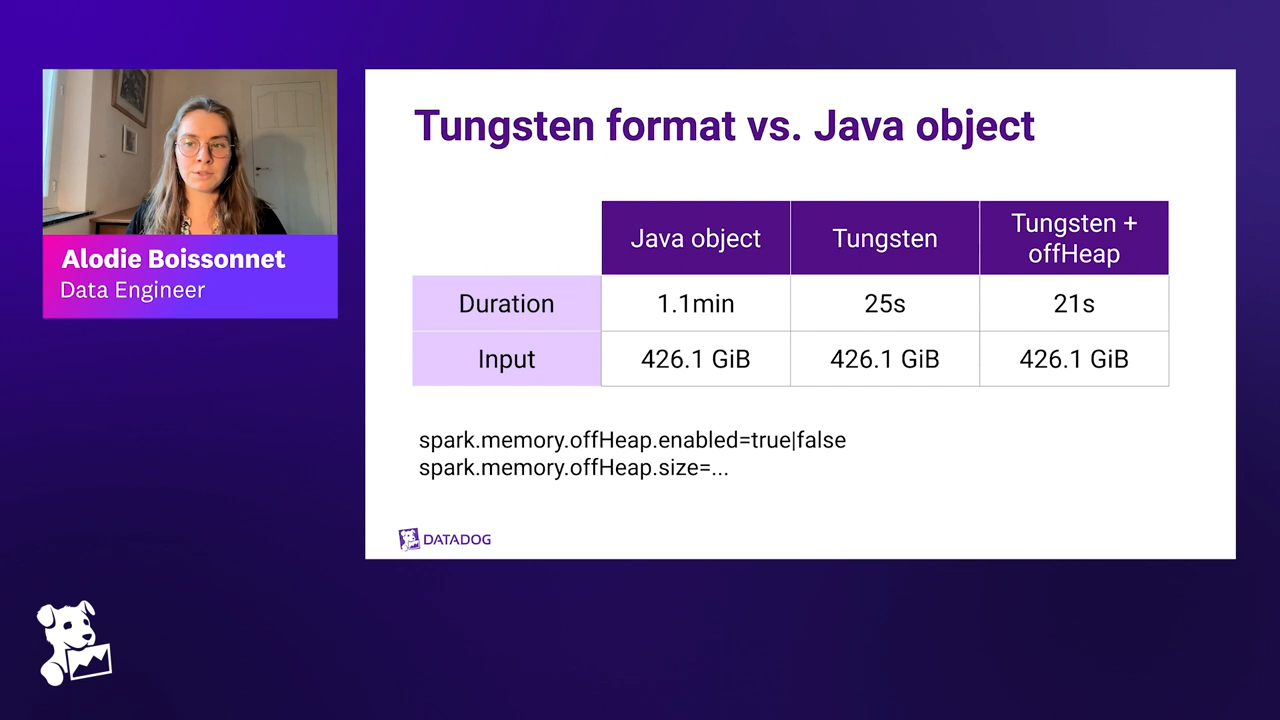 Alodie Boissonnet
Data Engineer
Tungsten format vs. Java object
Java object
Tungsten
Tungsten +
offHeap
Duration
1.1min
25s
21s
Input
426.1 GiB
426.1 GiB
426.1 GiB
spark.memory.offHeap.enabled=true|false
spark.memory.offHeap.size=...
DATADOG